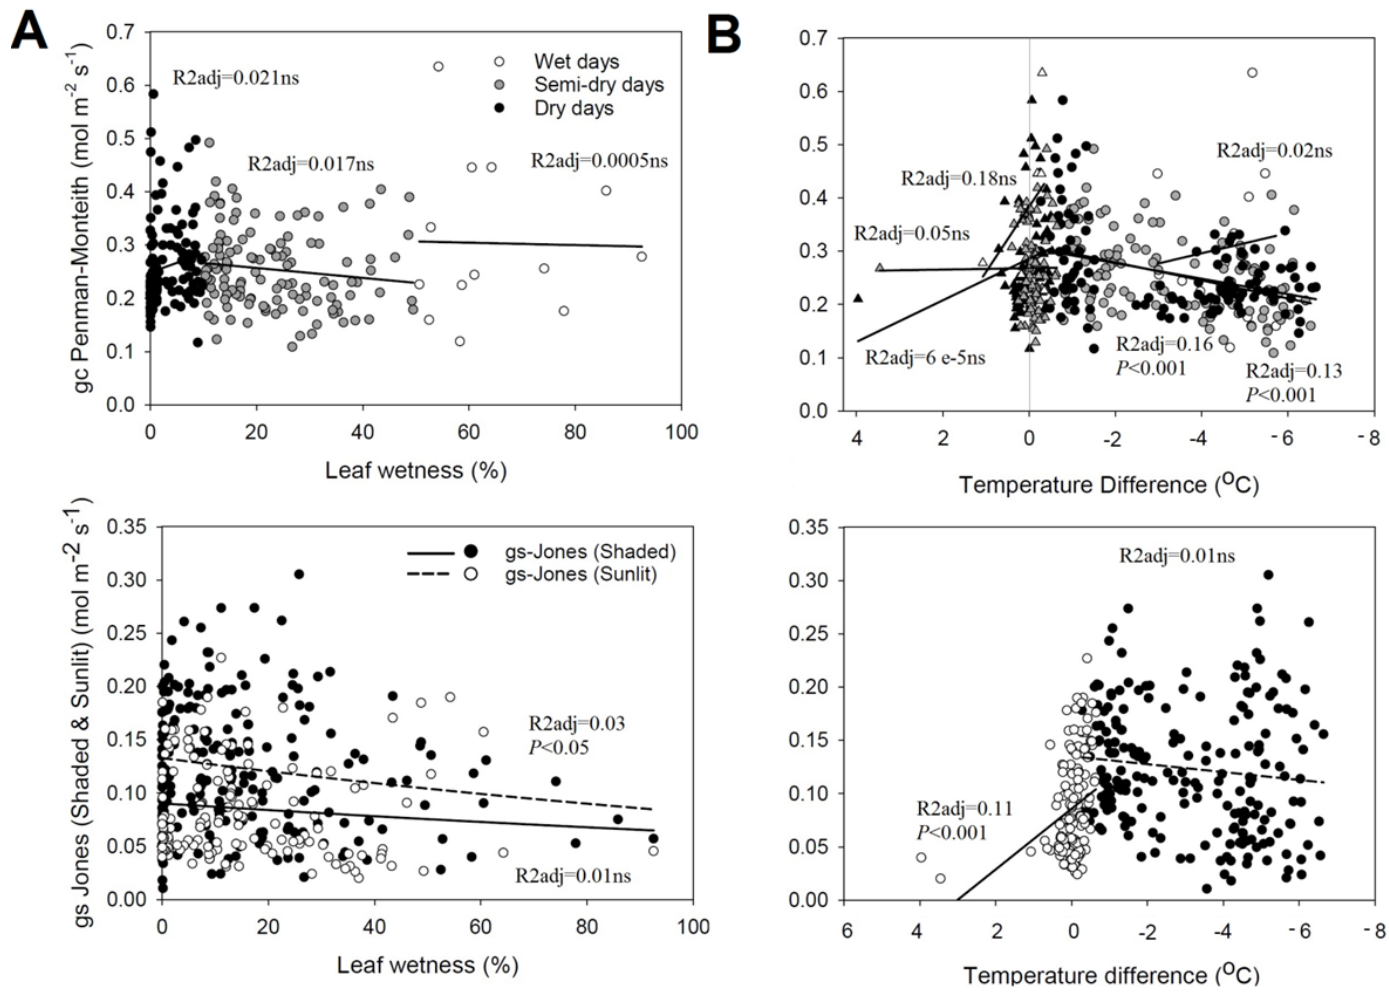 A
B
gc Penman-Monteith (mol m-2 s-1)
0.7
0.6
0.5
0.4
0.3
0.2
0.1
0.0
R2adj=0.021ns
Wet days
Semi-dry days
Dry days
R2adj=0.017ns
R2adj=0.0005ns
0 20 40 60 80 100
Leaf wetness (%)
0.7
0.6
0.5
0.4
0.3
0.2
0.1
0.0
R2adj=0.02ns
R2adj=0.18ns
R2adj=0.05ns
R2adj=6 e-5ns
R2adj=0.16
P<0.001
R2adj=0.13
P<0.001
4 2 0 -2 -4 -6 -8
Temperature Difference (OC)
gs Jones (Shaded & Sunlit) (mol m-2 s-1)
0.35
0.30
0.25
0.20
0.15
0.10
0.05
0.00
gs-Jones (Shaded)
gs-Jones (Sunlit)
R2adj=0.03
P<0.05
R2adj=0.01ns
0 20 40 60 80 100
Leaf wetness (%)
0.35
0.30
0.25
0.20
0.15
0.10
0.05
0.00
R2adj=0.01ns
R2adj=0.11
P<0.001
6 4 2 0 -2 -4 -6 -8
Temperature difference (OC)